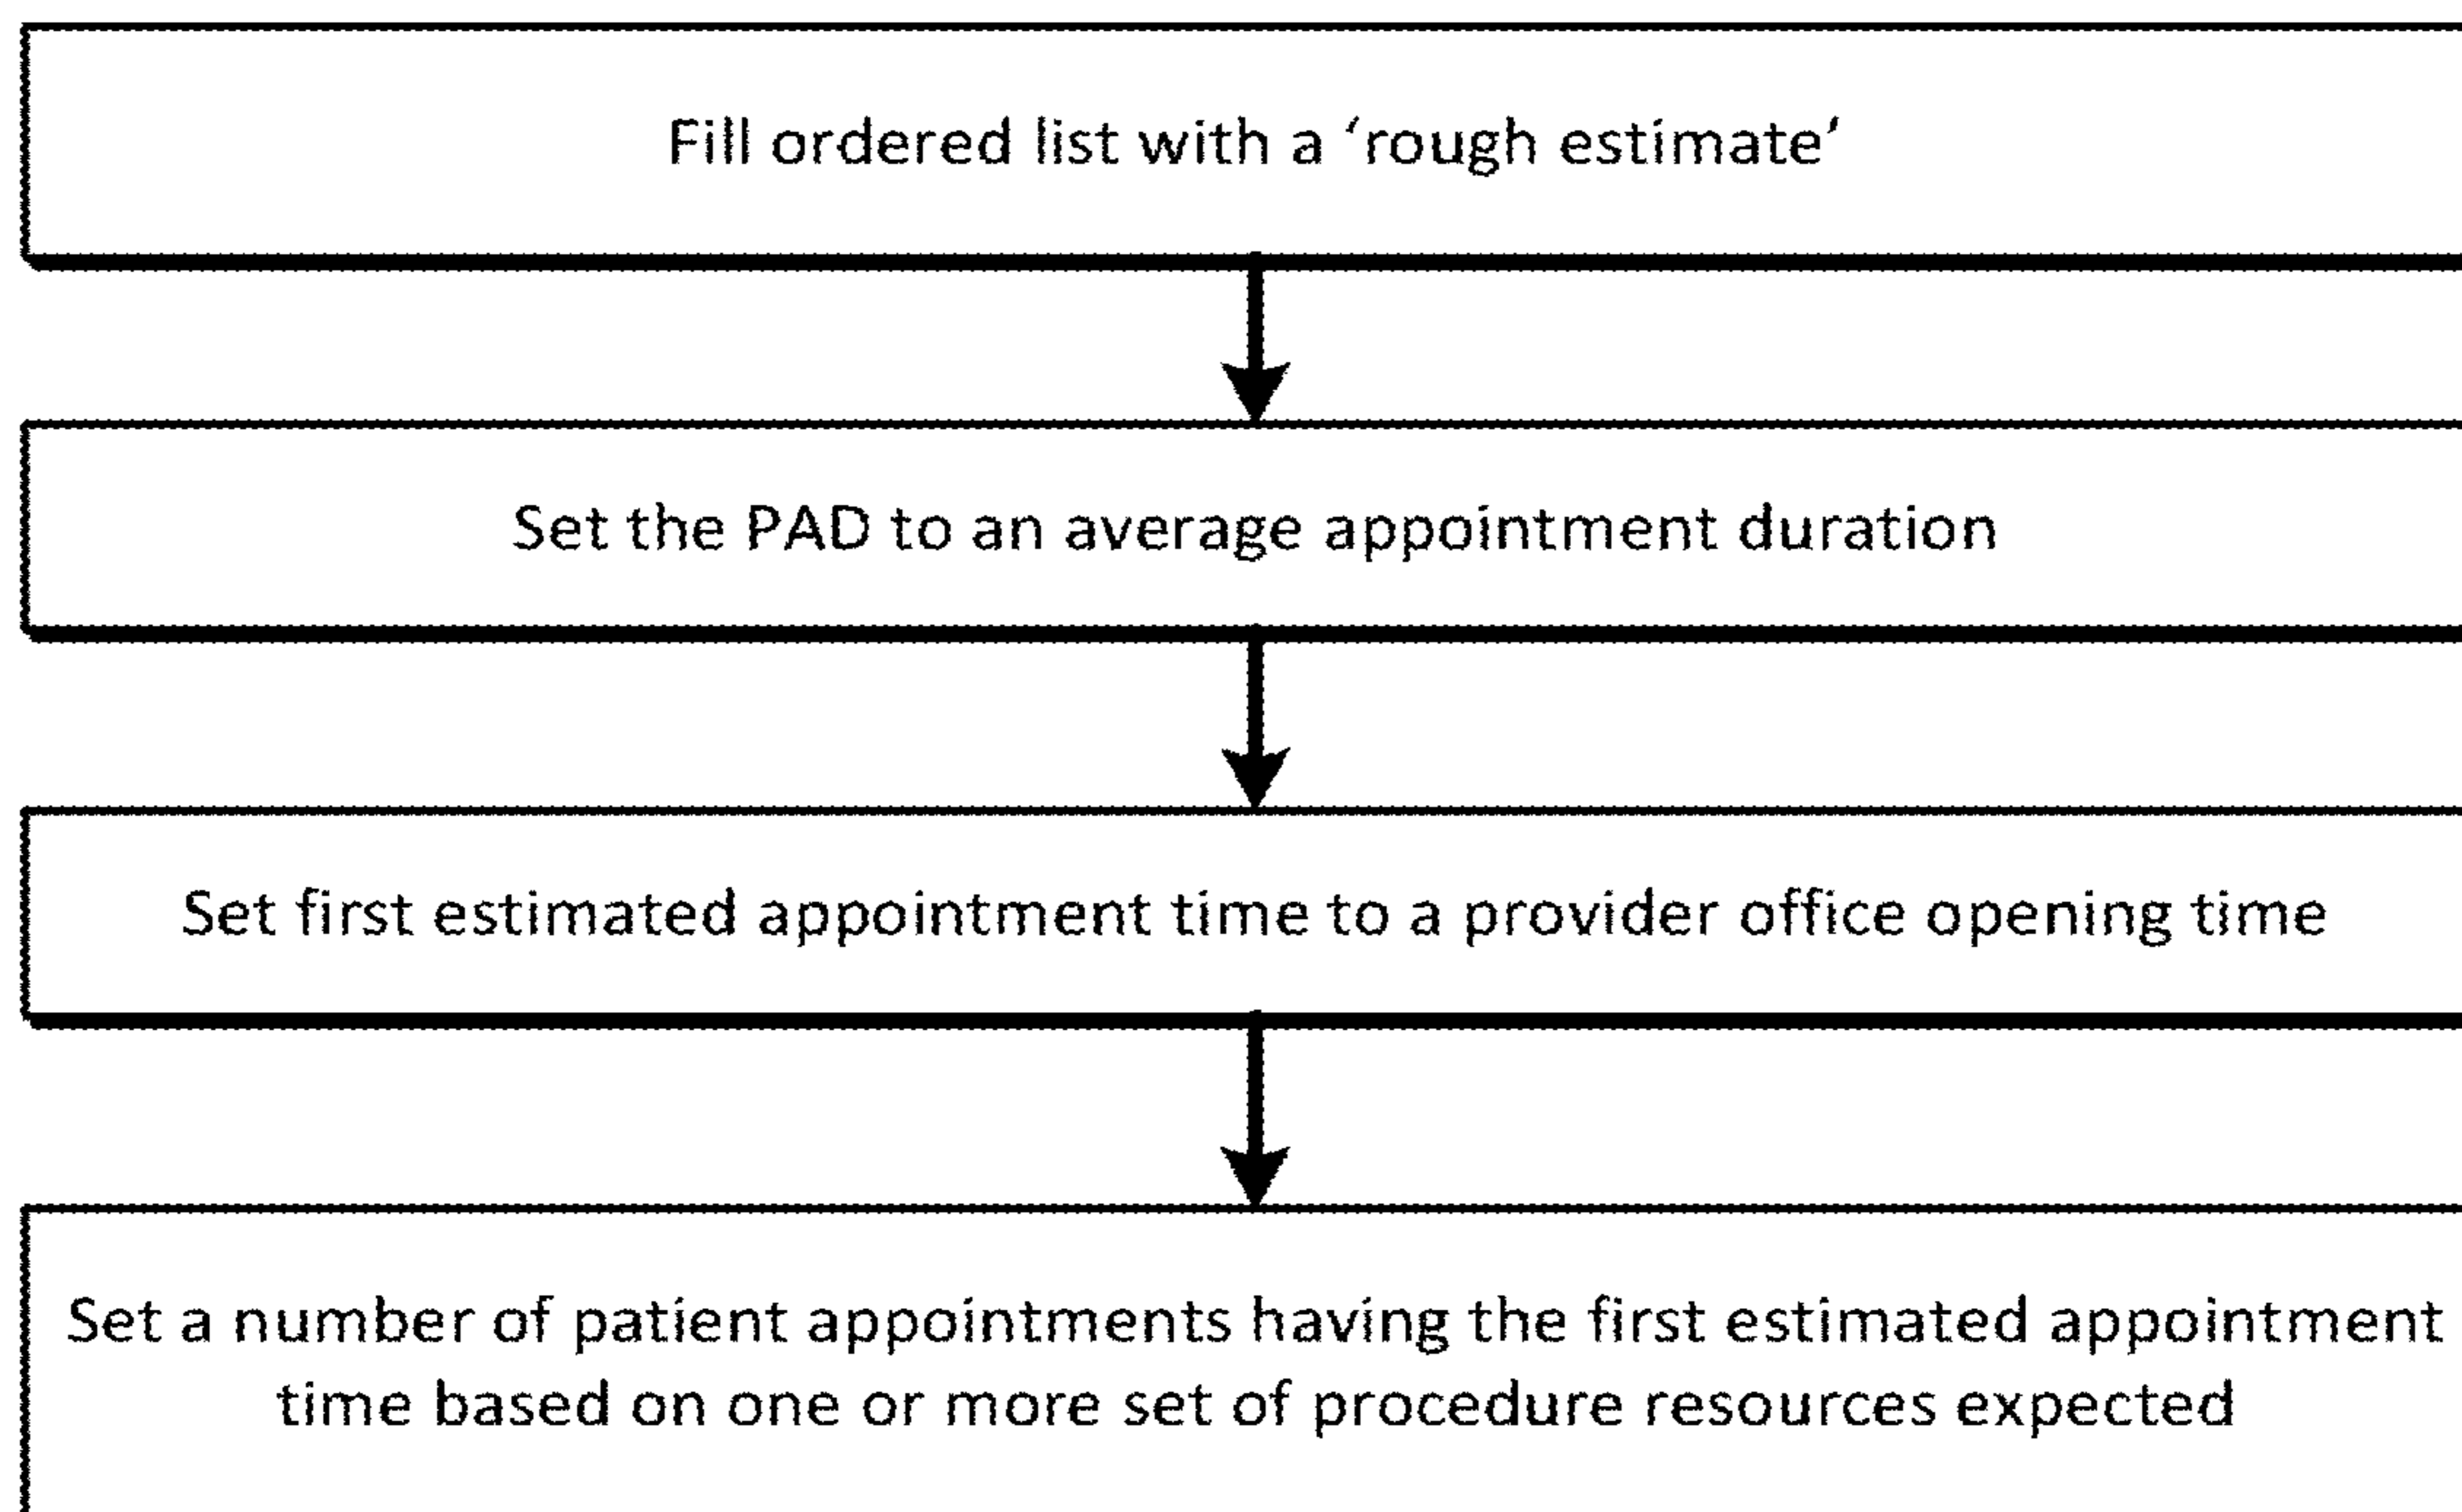 Fill ordered list with a ‘rough estimate’
Set the PAD to an average appointment duration
Set first estimated appointment time to a provider office opening time
Set a number of patient appointments having the first estimated appointment
time based on one or more set of procedure resources expected